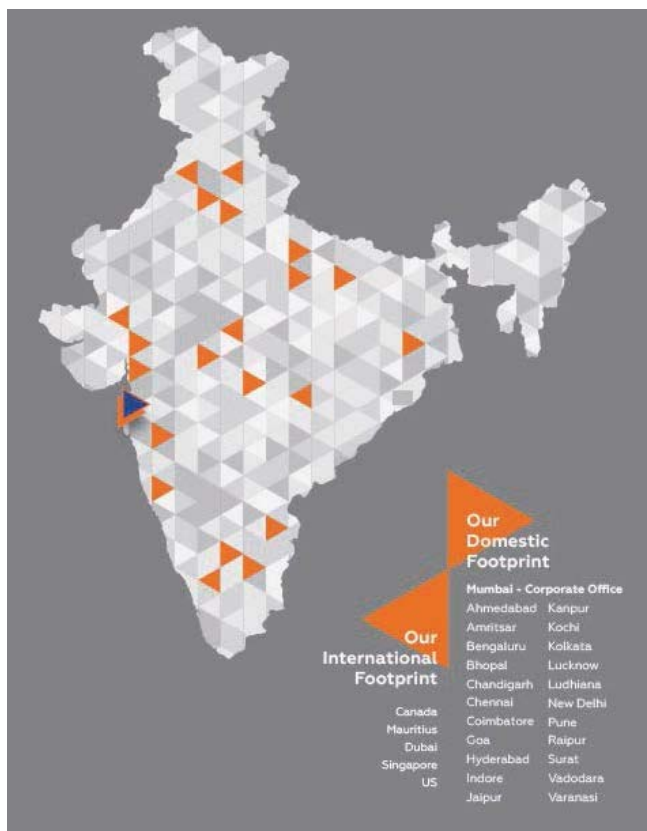 Our
Domestic
Footprint
Mumbai - Corporate Office
Ahmedabad Kanpur
Amritsar Kochi
Bengaluru Kolkata
Bhopal Lucknow
Chandigarh Ludhiana
Chennai New Delhi
Coimbatore Pune
Goa Raipur
Hyderabad Surat
Indore Vadodara
Jaipur Varanasi
Our
International
Footprint
Canada
Mauritius
Dubai
Singapore
US